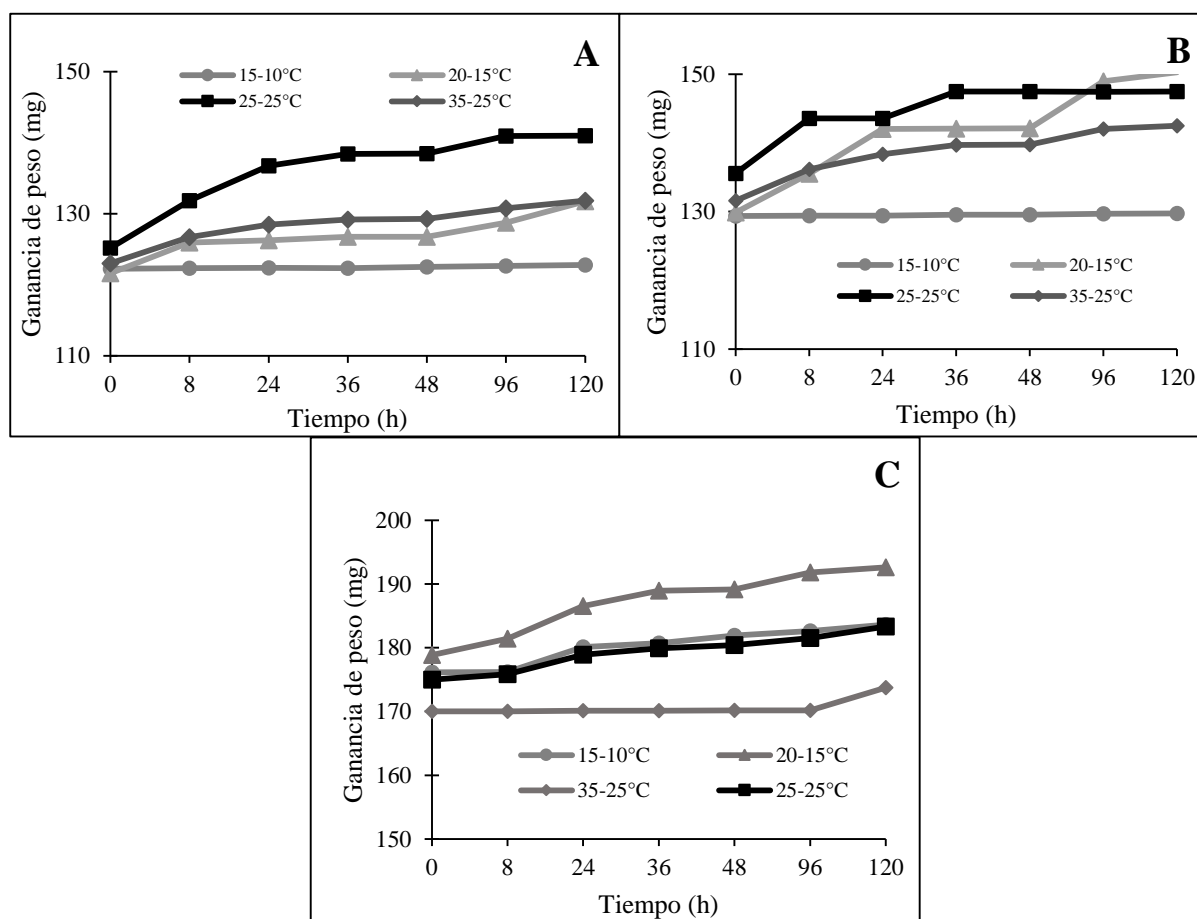 A
15-10°C
20-15°C
25-25°C
35-25°C
Ganancia de peso (mg)
150
130
110
0 8 24 36 48 96 120
Tiempo (h)
B
Ganancia de peso (mg)
150
130
110
15-10°C
20-15°C
25-25°C
35-25°C
0 8 24 36 48 96 120
Tiempo (h)
C
Ganancia de peso (mg)
200
190
180
170
160
150
15-10°C
20-15°C
35-25°C
25-25°C
0 8 24 36 48 96 120
Tiempo (h)